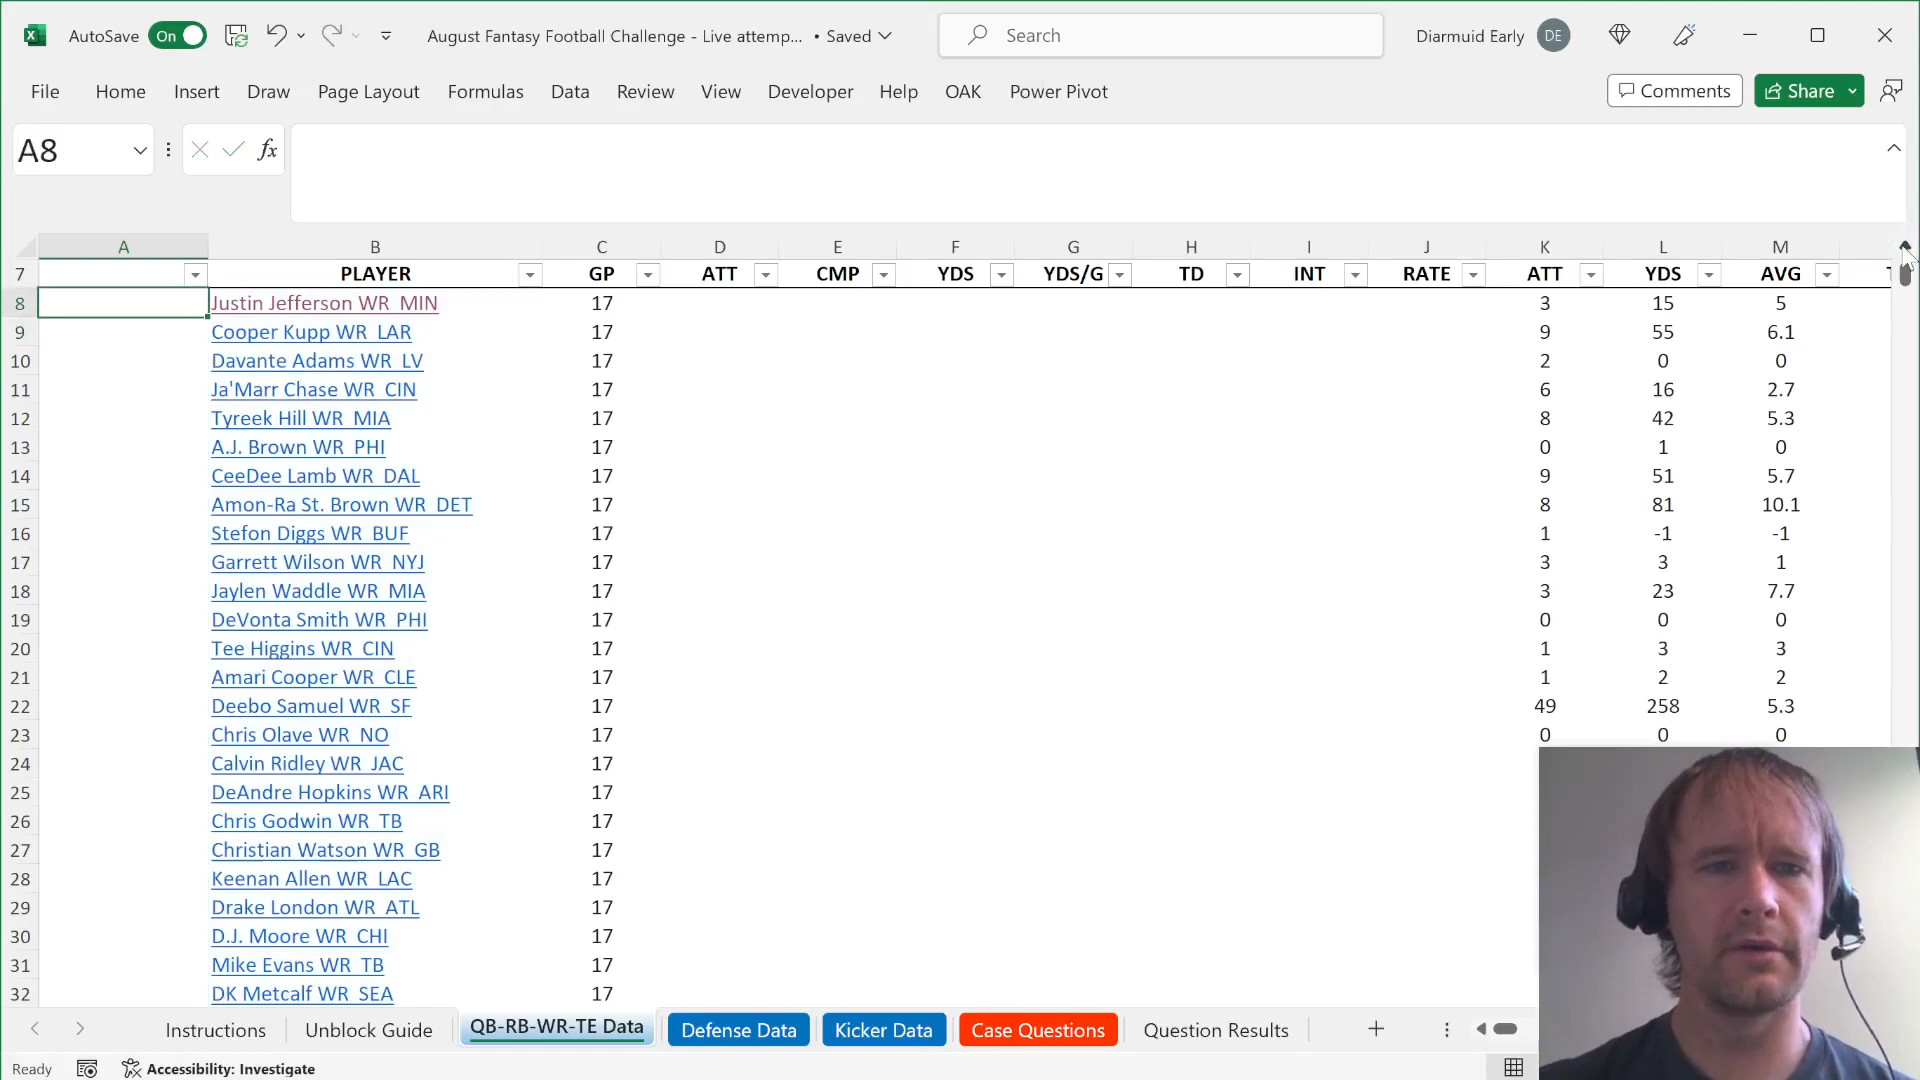 AutoSave On August Fantasy Football Challenge - Live attemp... • Saved Search Diarmuid Early DE
File Home Insert Draw Page Layout Formulas Data Review View Developer Help OAK Power Pivot Comments Share
A8 fx
A B C D E F G H I J K L M
7 PLAYER GP ATT CMP YDS YDS/G TD INT RATE ATT YDS AVG
8 Justin Jefferson WR MIN 17 3 15 5
9 Cooper Kupp WR LAR 17 9 55 6.1
10 Davante Adams WR LV 17 2 0 0
11 Ja'Marr Chase WR CIN 17 6 16 2.7
12 Tyreek Hill WR MIA 17 8 42 5.3
13 A.J. Brown WR PHI 17 0 1 0
14 CeeDee Lamb WR DAL 17 9 51 5.7
15 Amon-Ra St. Brown WR DET 17 8 81 10.1
16 Stefon Diggs WR BUF 17 1 -1 -1
17 Garrett Wilson WR NYJ 17 3 3 1
18 Jaylen Waddle WR MIA 17 3 23 7.7
19 DeVonta Smith WR PHI 17 0 0 0
20 Tee Higgins WR CIN 17 1 3 3
21 Amari Cooper WR CLE 17 1 2 2
22 Deebo Samuel WR SF 17 49 258 5.3
23 Chris Olave WR NO 17 0 0 0
24 Calvin Ridley WR JAC 17
25 DeAndre Hopkins WR ARI 17
26 Chris Godwin WR TB 17
27 Christian Watson WR GB 17
28 Keenan Allen WR LAC 17
29 Drake London WR ATL 17
30 D.J. Moore WR CHI 17
31 Mike Evans WR TB 17
32 DK Metcalf WR SEA 17
Instructions Unblock Guide QB-RB-WR-TE Data Defense Data Kicker Data Case Questions Question Results
Ready Accessibility: Investigate